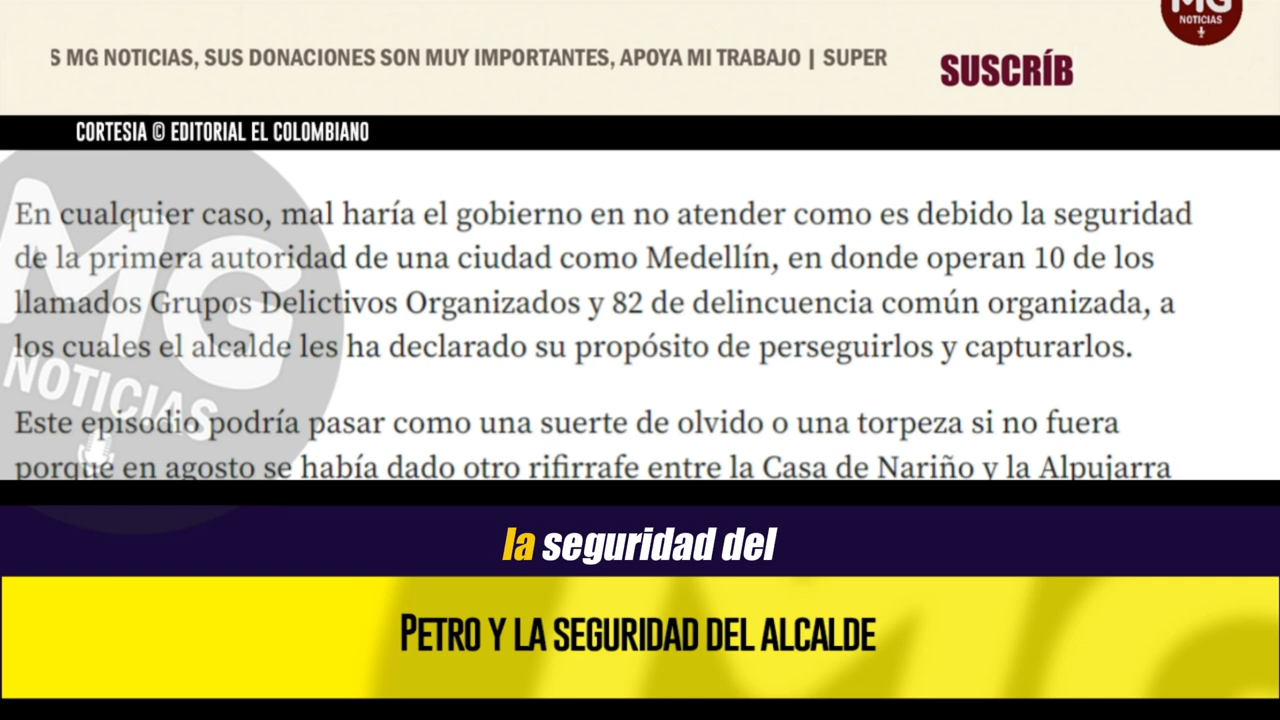 MG
NOTICIAS
S MG NOTICIAS, SUS DONACIONES SON MUY IMPORTANTES, APOYA MI TRABAJO | SUPER
SUSCRÍB
CORTESIA © EDITORIAL EL COLOMBIANO
En cualquier caso, mal haría el gobierno en no atender como es debido la seguridad
de la primera autoridad de una ciudad como Medellín, en donde operan 10 de los
llamados Grupos Delictivos Organizados y 82 de delincuencia común organizada, a
los cuales el alcalde les ha declarado su propósito de perseguirlos y capturarlos.
Este episodio podría pasar como una suerte de olvido o una torpeza si no fuera
porque en agosto se había dado otro rifirrafe entre la Casa de Nariño y la Alpujarra
MG
NOTICIAS
la seguridad del
PETRO Y LA SEGURIDAD DEL ALCALDE